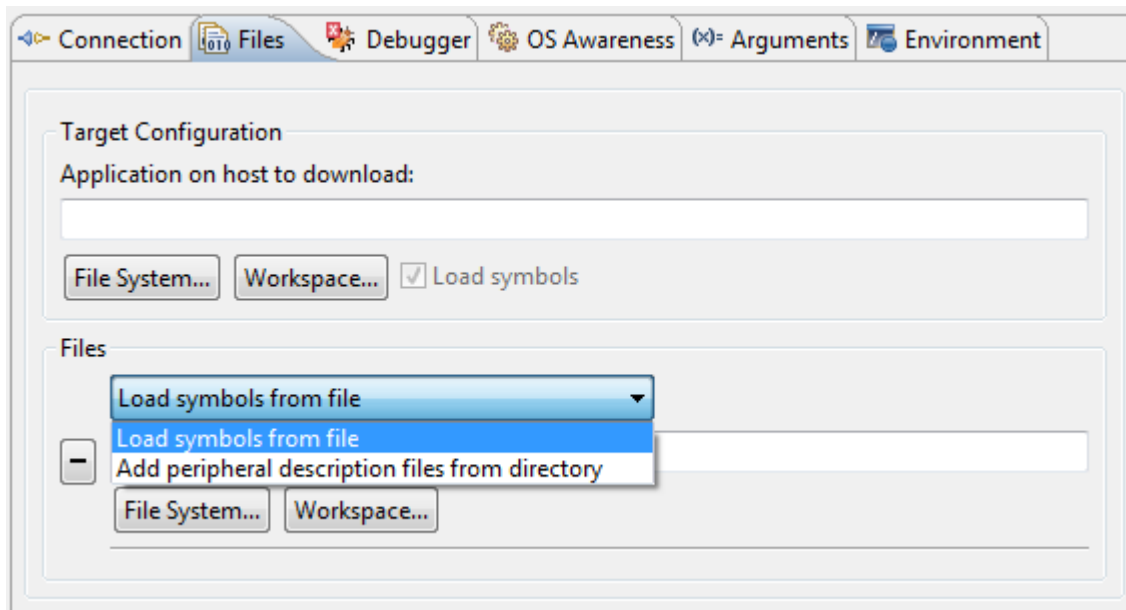 Connection Files Debugger OS Awareness (x)= Arguments Environment
Target Configuration
Application on host to download:
File System... Workspace... Load symbols
Files
Load symbols from file
Load symbols from file
Add peripheral description files from directory
File System... Workspace...